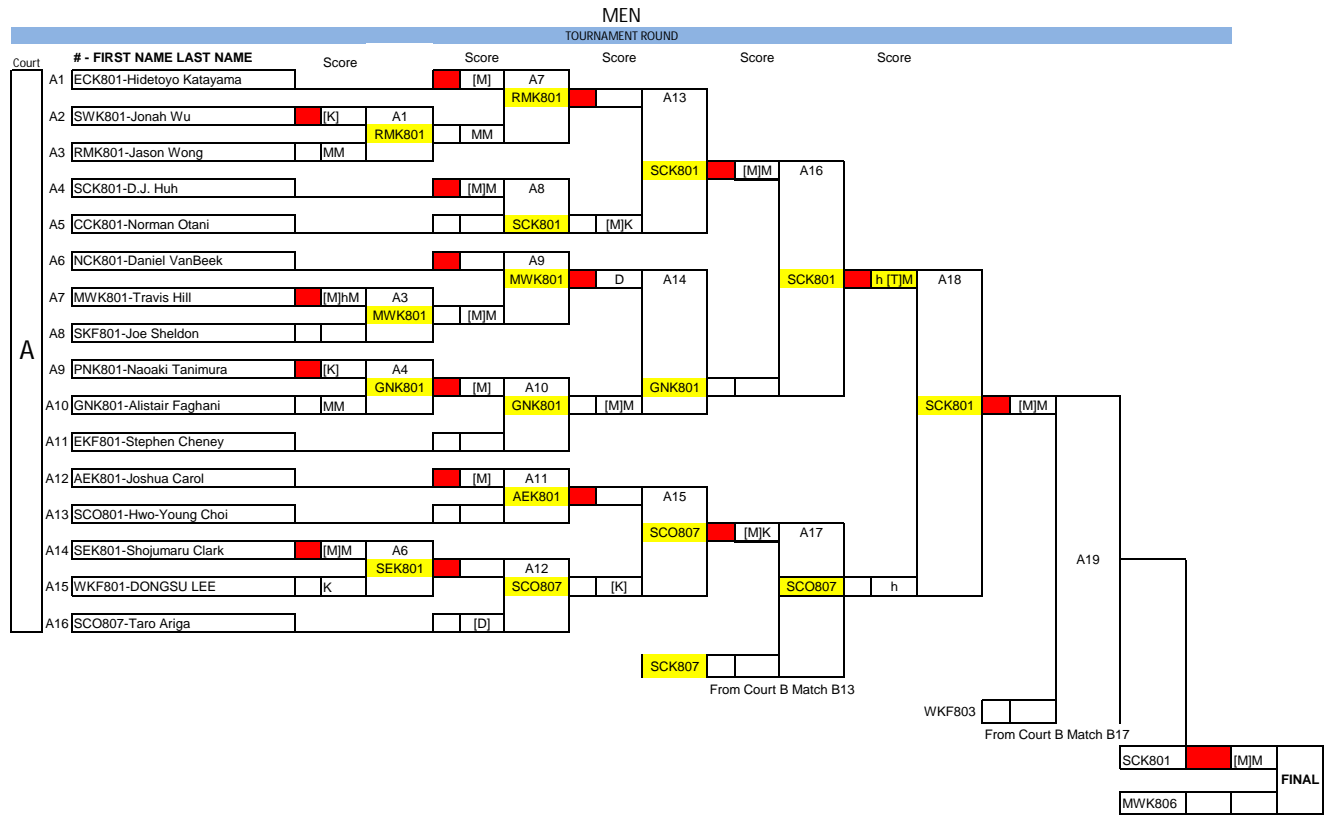 MEN
TOURNAMENT ROUND
Court # - FIRST NAME LAST NAME Score Score Score Score Score
A1 ECK801-Hidetoyo Katayama [M] A7
RMK801 A13
A2 SWK801-Jonah Wu [K] A1
RMK801 MM
A3 RMK801-Jason Wong MM
SCK801 [M]M A16
A4 SCK801-D.J. Huh [M]M A8
A5 CCK801-Norman Otani SCK801 [M]K
A6 NCK801-Daniel VanBeek A9
MWK801 D A14 SCK801 h [T]M A18
A7 MWK801-Travis Hill [M]hM A3
MWK801 [M]M
A8 SKF801-Joe Sheldon
A
A9 PNK801-Naoaki Tanimura [K] A4
GNK801 [M] A10 GNK801
A10 GNK801-Alistair Faghani MM GNK801 [M]M SCK801 [M]M
A11 EKF801-Stephen Cheney
A12 AEK801-Joshua Carol [M] A11
AEK801 A15
A13 SCO801-Hwo-Young Choi
SCO807 [M]K A17
A14 SEK801-Shojumaru Clark [M]M A6
A19
SEK801 A12
A15 WKF801-DONGSU LEE K SCO807 [K] SCO807 h
A16 SCO807-Taro Ariga [D]
SCK807
From Court B Match B13
WKF803
From Court B Match B17
SCK801 [M]M
FINAL
MWK806